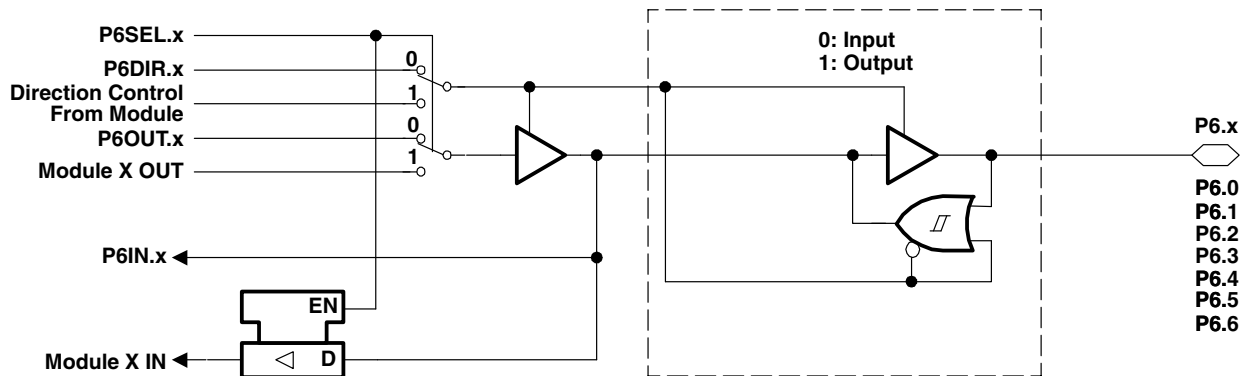 P6SEL.x
0
P6DIR.x
Direction Control
From Module
1
0
P6OUT.x
1
Module X OUT
P6IN.x
EN
Module X IN
D
0: Input
1: Output
P6.x
P6.0
P6.1
P6.2
P6.3
P6.4
P6.5
P6.6